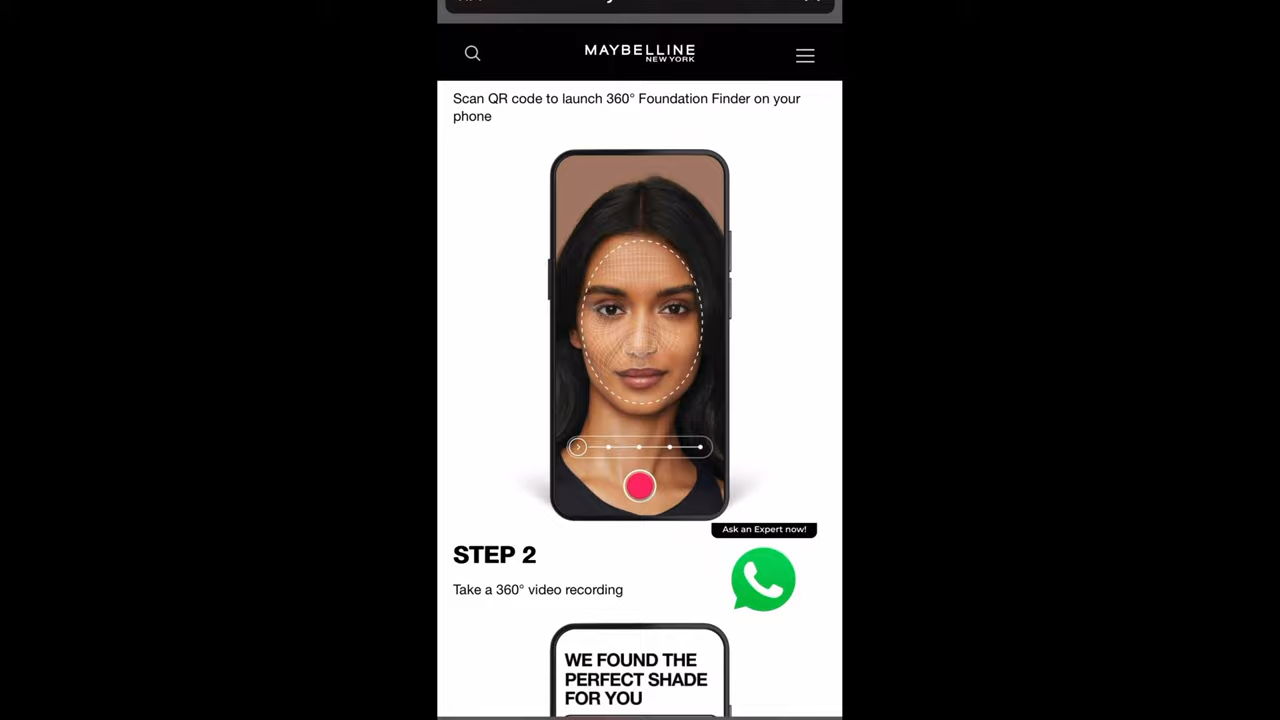 MAYBELLINE
NEW YORK
Scan QR code to launch 360° Foundation Finder on your
phone
Ask an Expert now!
STEP 2
Take a 360° video recording
WE FOUND THE
PERFECT SHADE
FOR YOU